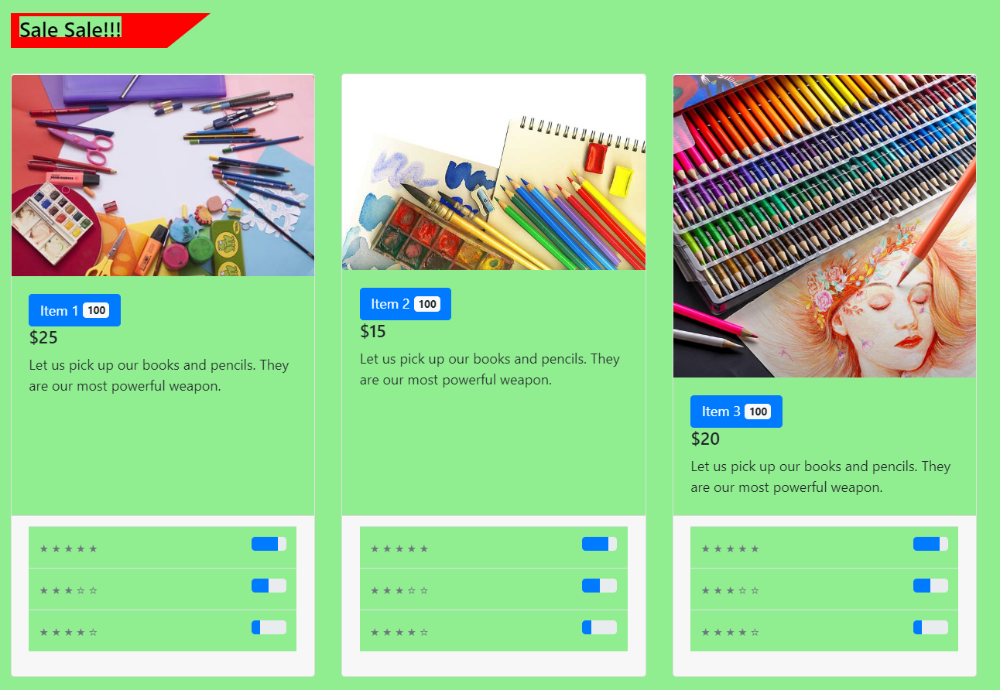 Sale Sale!!!
Item 1 100
$25
Let us pick up our books and pencils. They
are our most powerful weapon.
★ ★ ★ ★ ★
★ ★ ★ ☆ ☆
★ ★ ★ ★ ☆
Item 2 100
$15
Let us pick up our books and pencils. They
are our most powerful weapon.
★ ★ ★ ★ ★
★ ★ ★ ☆ ☆
★ ★ ★ ★ ☆
Item 3 100
$20
Let us pick up our books and pencils. They
are our most powerful weapon.
★ ★ ★ ★ ★
★ ★ ★ ☆ ☆
★ ★ ★ ★ ☆